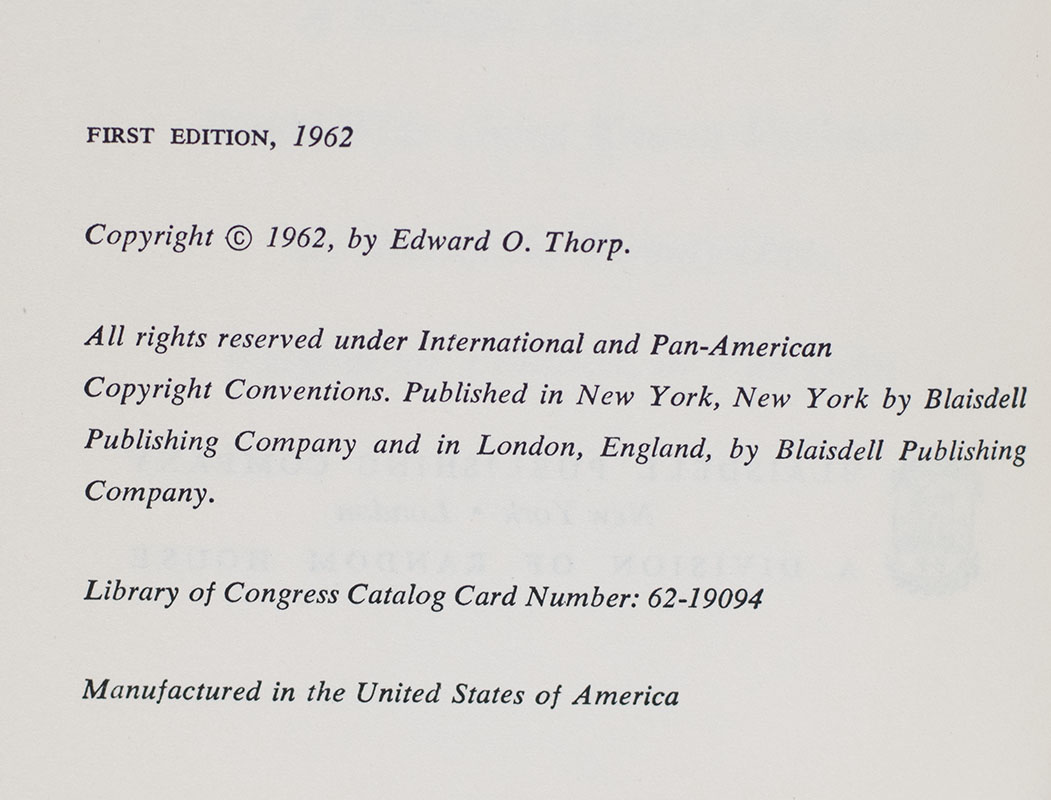 FIRST EDITION, 1962
Copyright © 1962, by Edward O. Thorp.
All rights reserved under International and Pan-American
Copyright Conventions. Published in New York, New York by Blaisdell
Publishing Company and in London, England, by Blaisdell Publishing
Company.
Library of Congress Catalog Card Number: 62-19094
Manufactured in the United States of America